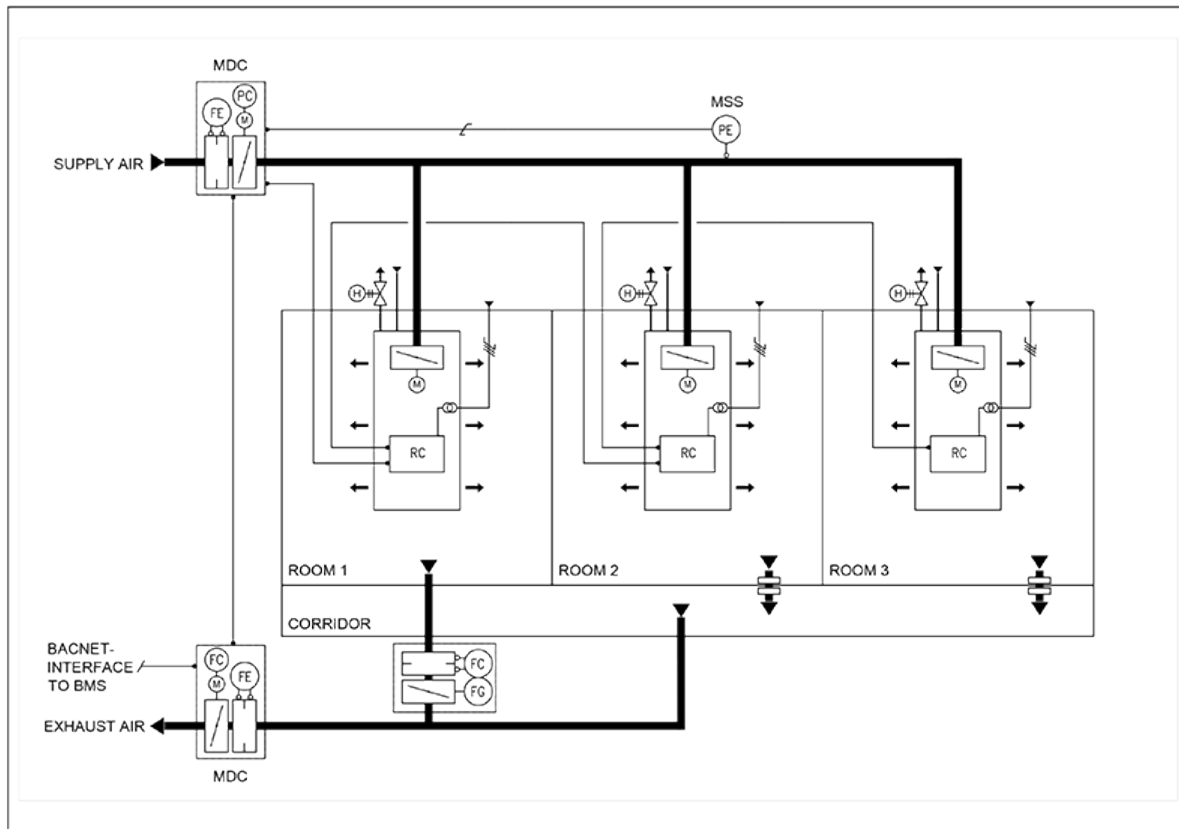 MDC
PC
FE
M
MSS
PE
SUPPLY AIR
H
H
H
M
M
M
RC
RC
RC
ROOM 1
ROOM 2
ROOM 3
CORRIDOR
BACNET-
INTERFACE
TO BMS
FC
FE
M
FC
FG
EXHAUST AIR
MDC